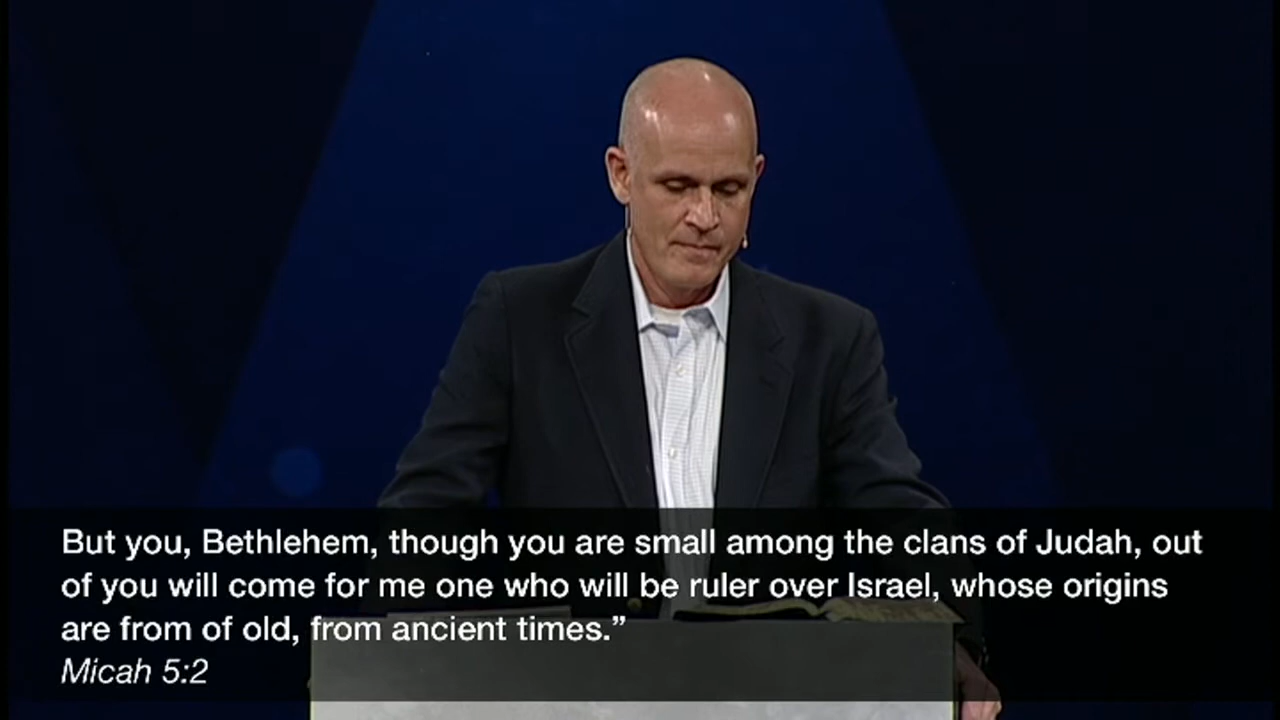 But you, Bethlehem, though you are small among the clans of Judah, out
of you will come for me one who will be ruler over Israel, whose origins
are from of old, from ancient times.”
Micah 5:2